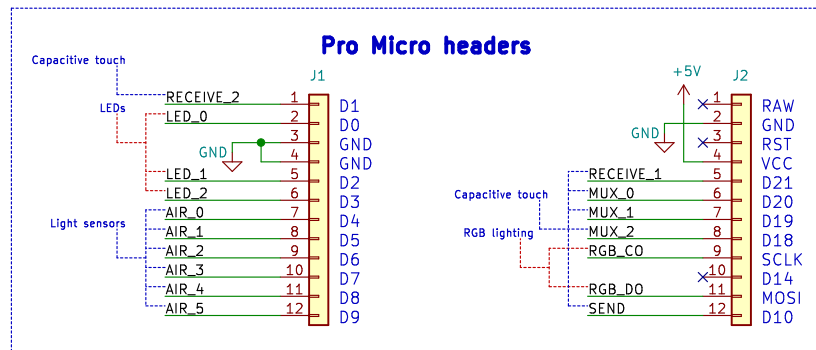 Pro Micro headers
Capacitive touch
LEDs
Light sensors
J1
RECEIVE_2 1 D1
LED_0 2 D0
3 GND
GND 4 GND
LED_1 5 D2
LED_2 6 D3
AIR_0 7 D4
AIR_1 8 D5
AIR_2 9 D6
AIR_3 10 D7
AIR_4 11 D8
AIR_5 12 D9
+5V
J2
Capacitive touch
RGB lighting
1 RAW
2 GND
GND 3 RST
4 VCC
RECEIVE_1 5 D21
MUX_0 6 D20
MUX_1 7 D19
MUX_2 8 D18
RGB_CO 9 SCLK
10 D14
RGB_DO 11 MOSI
SEND 12 D10